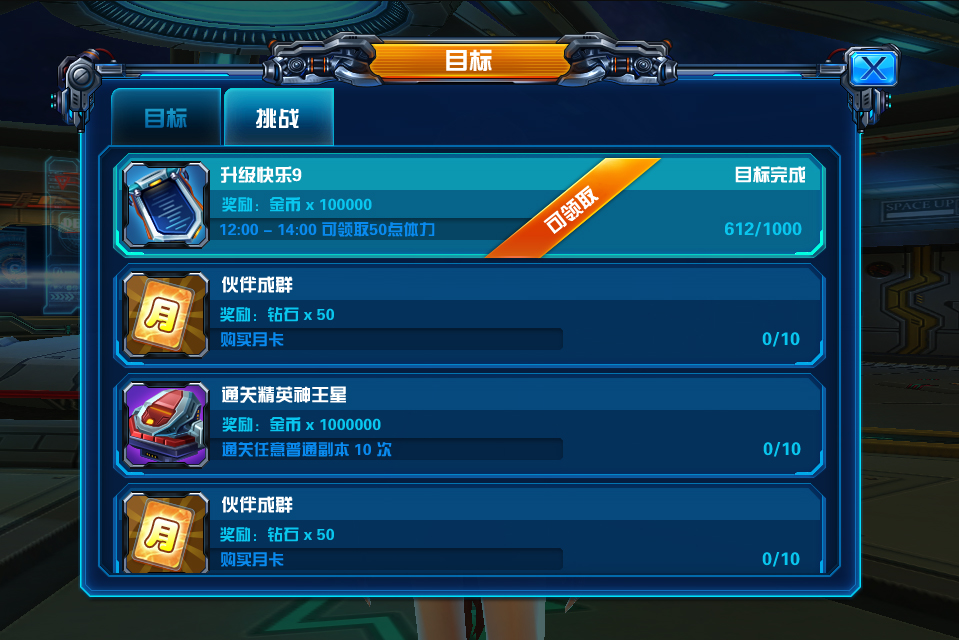 目标
目标
挑战
升级快乐9
目标完成
奖励：金币 x 100000
12:00 – 14:00 可领取50点体力
可领取
612/1000
SPACE UP
月
伙伴成群
奖励：钻石 x 50
购买月卡
0/10
通关精英神王星
奖励：金币 x 1000000
通关任意普通副本 10 次
0/10
月
伙伴成群
奖励：钻石 x 50
购买月卡
0/10